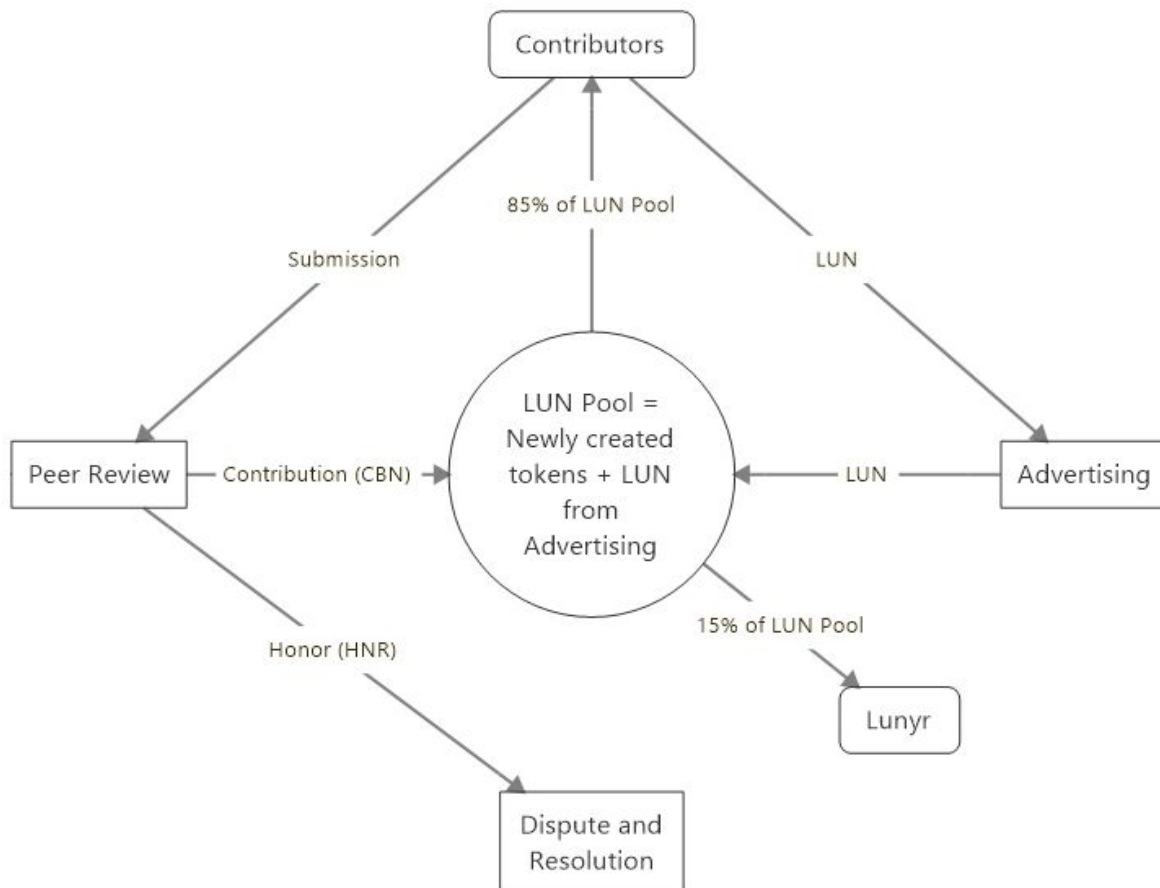 Contributors
85% of LUN Pool
Submission
LUN
LUN Pool =
Newly created
tokens + LUN
from
Advertising
Peer Review
Contribution (CBN)
LUN
Advertising
15% of LUN Pool
Honor (HNR)
Lunyr
Dispute and
Resolution